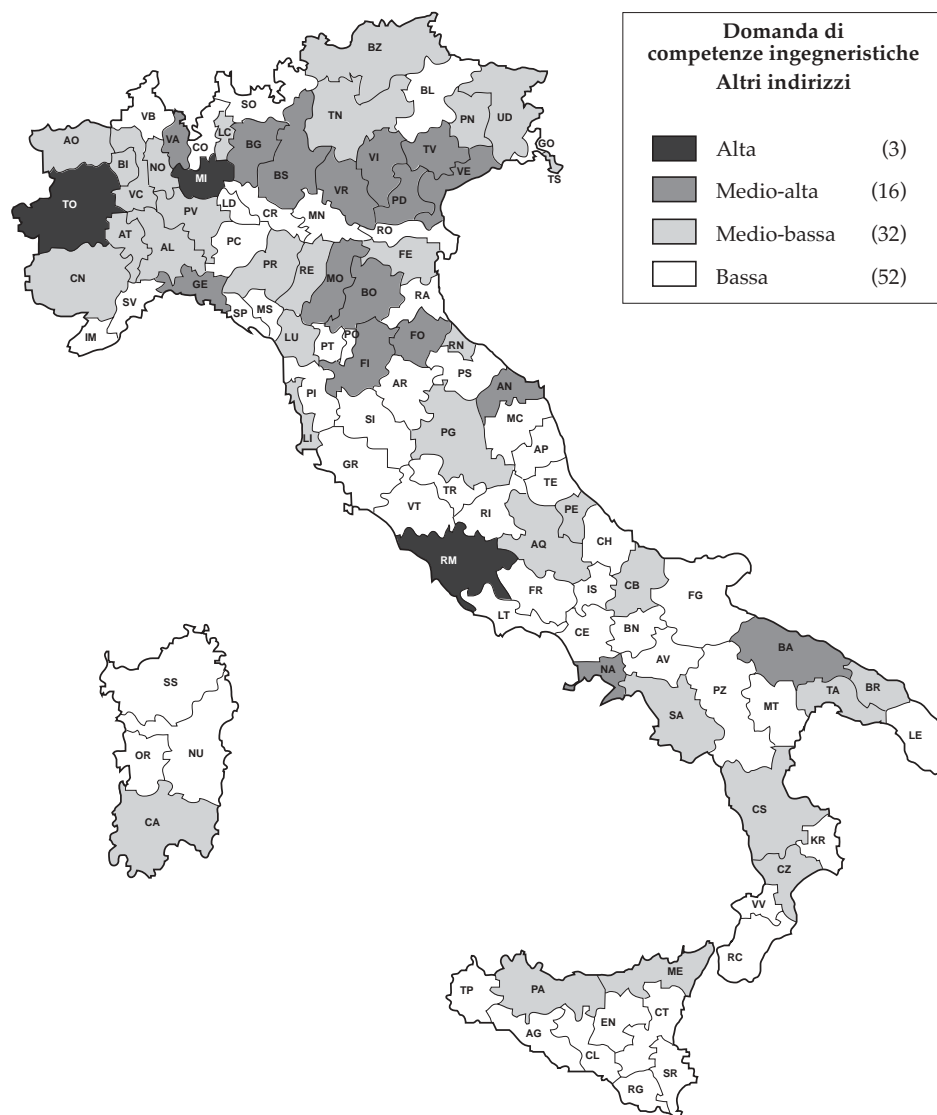 Domanda di
competenze ingegneristiche
Altri indirizzi
Alta (3)
Medio-alta (16)
Medio-bassa (32)
Bassa (52)
BZ
SO
BL
VB
TN
PN
UD
AO
VA
CO
LC
BG
GO
TS
BI
NO
MI
BS
VI
TV
VE
TO
VC
LD
VR
PD
PV
CR
MN
AT
AL
PC
RO
CN
PR
RE
MO
FE
GE
BO
SV
SP
MS
RA
IM
LU
PT
PO
FO
RN
FI
PS
PI
AR
AN
LI
SI
PG
MC
AP
GR
TR
TE
VT
RI
PE
RM
AQ
CH
FR
IS
CB
LT
FG
CE
BN
NA
AV
BA
SS
PZ
SA
MT
TA
BR
LE
OR
NU
CA
CS
KR
CZ
VV
RC
TP
PA
ME
AG
EN
CT
CL
SR
RG